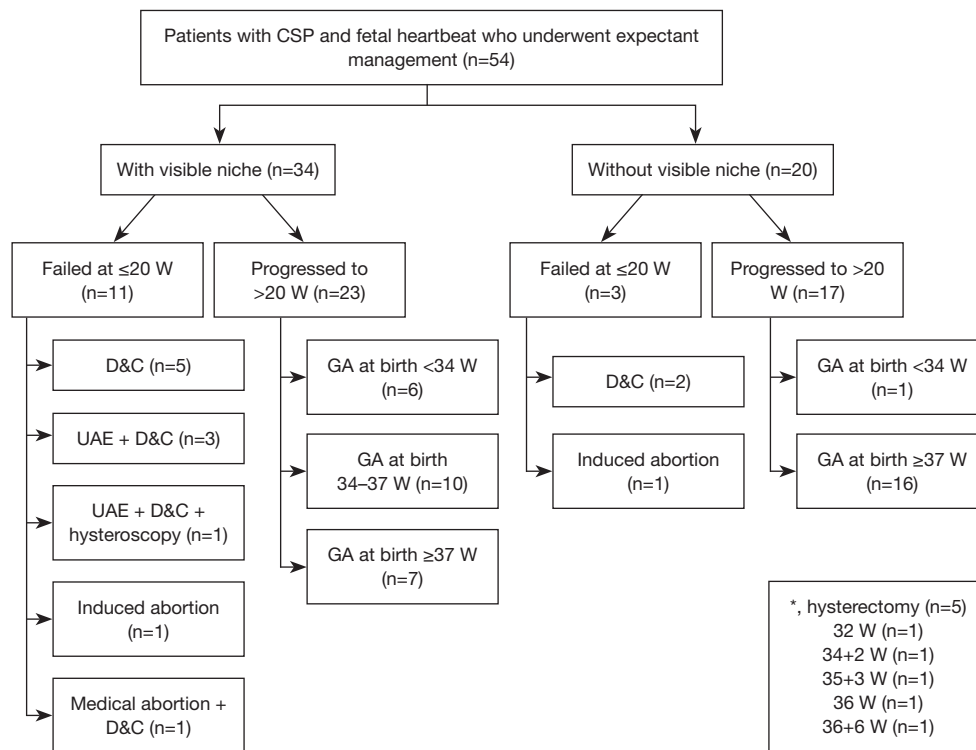 Patients with CSP and fetal heartbeat who underwent expectant
management (n=54)
With visible niche (n=34)
Without visible niche (n=20)
Failed at ≤20 W
(n=11)
Progressed to
>20 W (n=23)
Failed at ≤20 W
(n=3)
Progressed to >20
W (n=17)
D&C (n=5)
UAE + D&C (n=3)
UAE + D&C +
hysteroscopy (n=1)
Induced abortion
(n=1)
Medical abortion +
D&C (n=1)
GA at birth <34 W
(n=6)
GA at birth
34–37 W (n=10)
GA at birth ≥37 W
(n=7)
D&C (n=2)
Induced abortion
(n=1)
GA at birth <34 W
(n=1)
GA at birth ≥37 W
(n=16)
*, hysterectomy (n=5)
32 W (n=1)
34+2 W (n=1)
35+3 W (n=1)
36 W (n=1)
36+6 W (n=1)